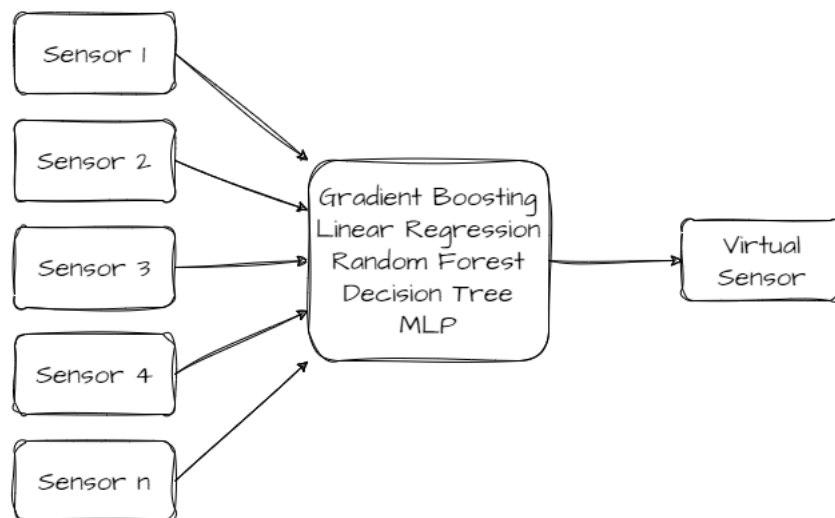 Sensor 1
Sensor 2
Sensor 3
Sensor 4
Sensor n
Gradient Boosting
Linear Regression
Random Forest
Decision Tree
MLP
Virtual
Sensor